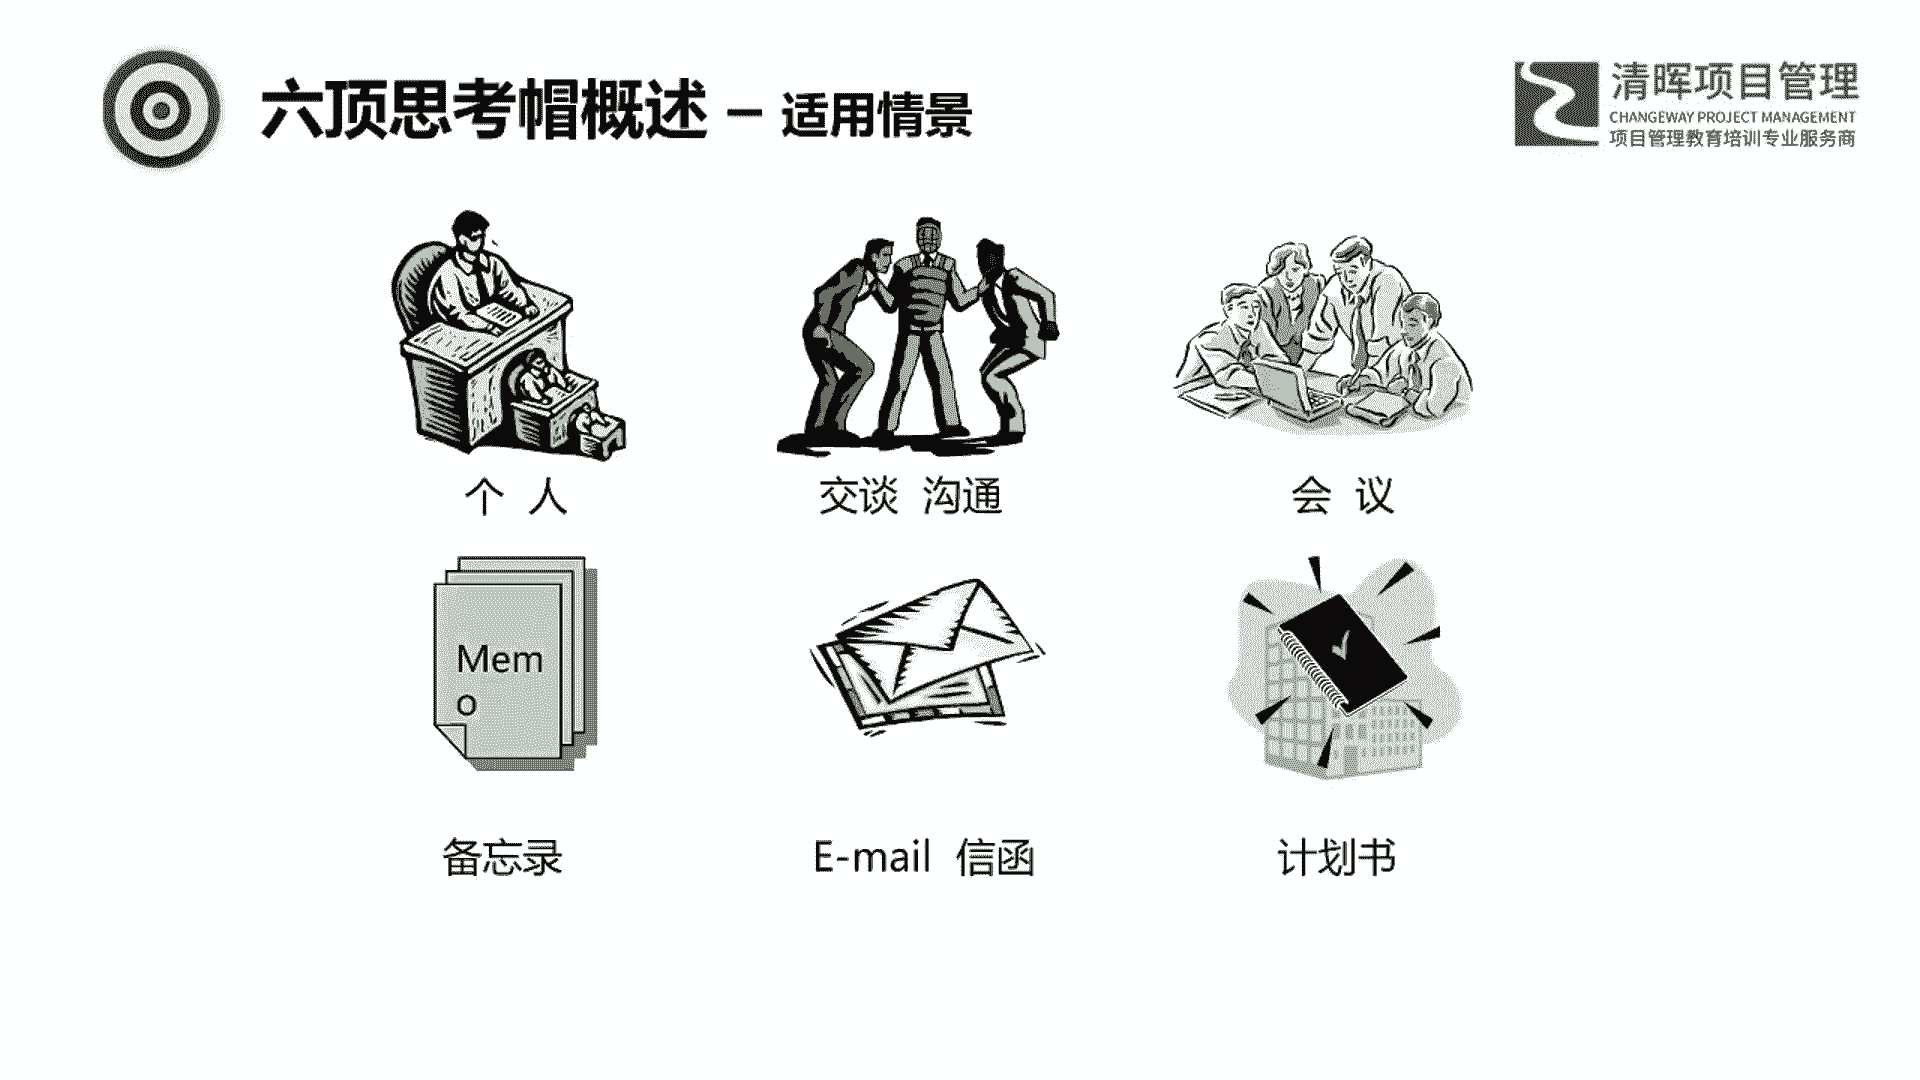 六顶思考帽概述 – 适用情景
清晖项目管理
CHANGEWAY PROJECT MANAGEMENT
项目管理教育培训专业服务商
个 人
交谈 沟通
会 议
Mem
o
备忘录
E-mail 信函
计划书